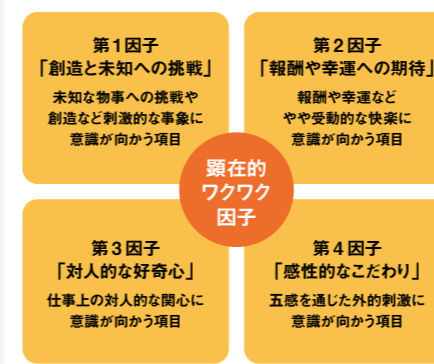 第1因子
「創造と未知への挑戦」
未知な物事への挑戦や
創造など刺激的な事象に
意識が向かう項目
第2因子
「報酬や幸運への期待」
報酬や幸運など
やや受動的な快楽に
意識が向かう項目
顕在的
ワクワク
因子
第3因子
「対人的な好奇心」
仕事上の対人的な関心に
意識が向かう項目
第4因子
「感性的なこだわり」
五感を通じた外的刺激に
意識が向かう項目